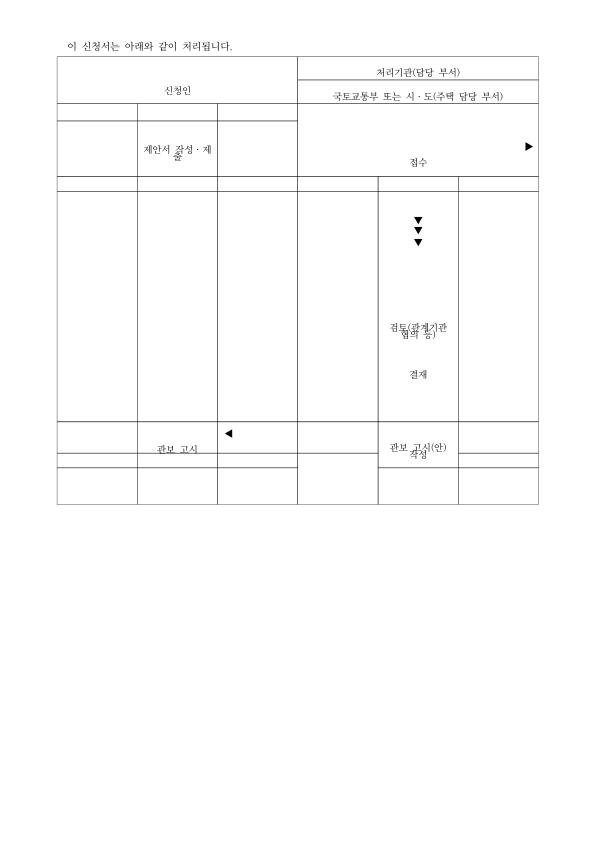 이 신청서는 아래와 같이 처리됩니다.
신청인
처리기관(담당 부서)
국토교통부 또는 시ㆍ도(주택 담당 부서)
제안서 작성ㆍ제
출
▶
접수
▼
▼
▼
검토(관계기관
협의 등)
결재
◀
관보 고시
관보 고시(안)
작성